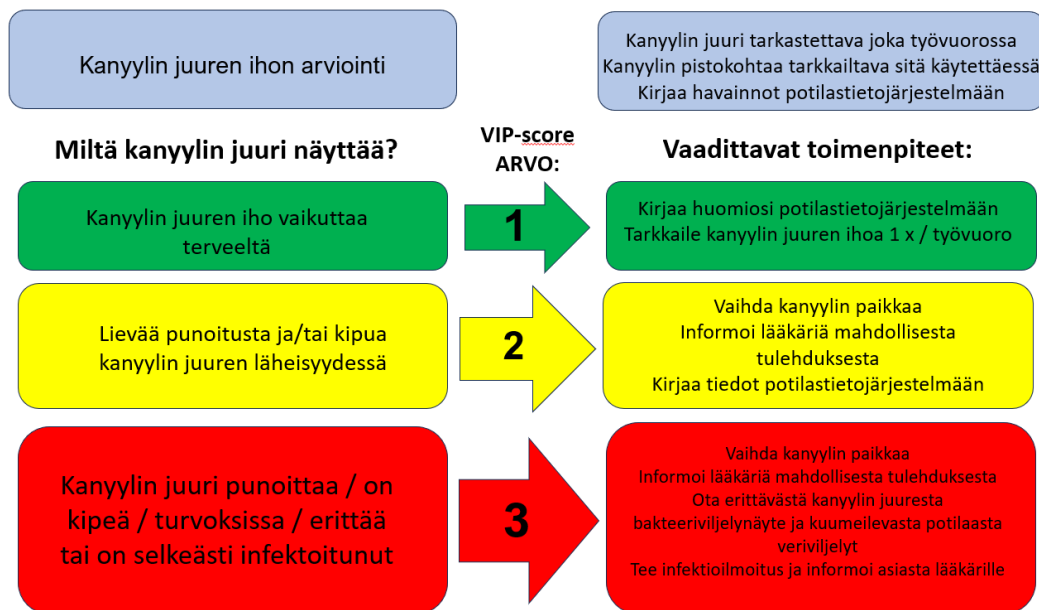 Kanyylin juuren ihon arviointi
Kanyylin juuri tarkastettava joka työvuorossa
Kanyylin pistokohtaa tarkkailtava sitä käytettäessä
Kirjaa havainnot potilastietojärjestelmään
Miltä kanyylin juuri näyttää?
VIP-score
ARVO:
Vaadittavat toimenpiteet:
Kanyylin juuren iho vaikuttaa
terveeltä
1
Kirjaa huomiosi potilastietojärjestelmään
Tarkkaile kanyylin juuren ihoa 1 x / työvuoro
Lievää punoitusta ja/tai kipua
kanyylin juuren läheisyydessä
2
Vaihda kanyylin paikkaa
Informoi lääkäriä mahdollisesta
tulehduksesta
Kirjaa tiedot potilastietojärjestelmään
Kanyylin juuri punoittaa / on
kipeä / turvoksissa / erittää
tai on selkeästi infektoitunut
3
Vaihda kanyylin paikkaa
Informoi lääkäriä mahdollisesta tulehduksesta
Ota erittävästä kanyylin juuresta
bakteeriviljelynäyte ja kuumeilevasta potilaasta
veriviljelyt
Tee infektioilmoitus ja informoi asiasta lääkärille